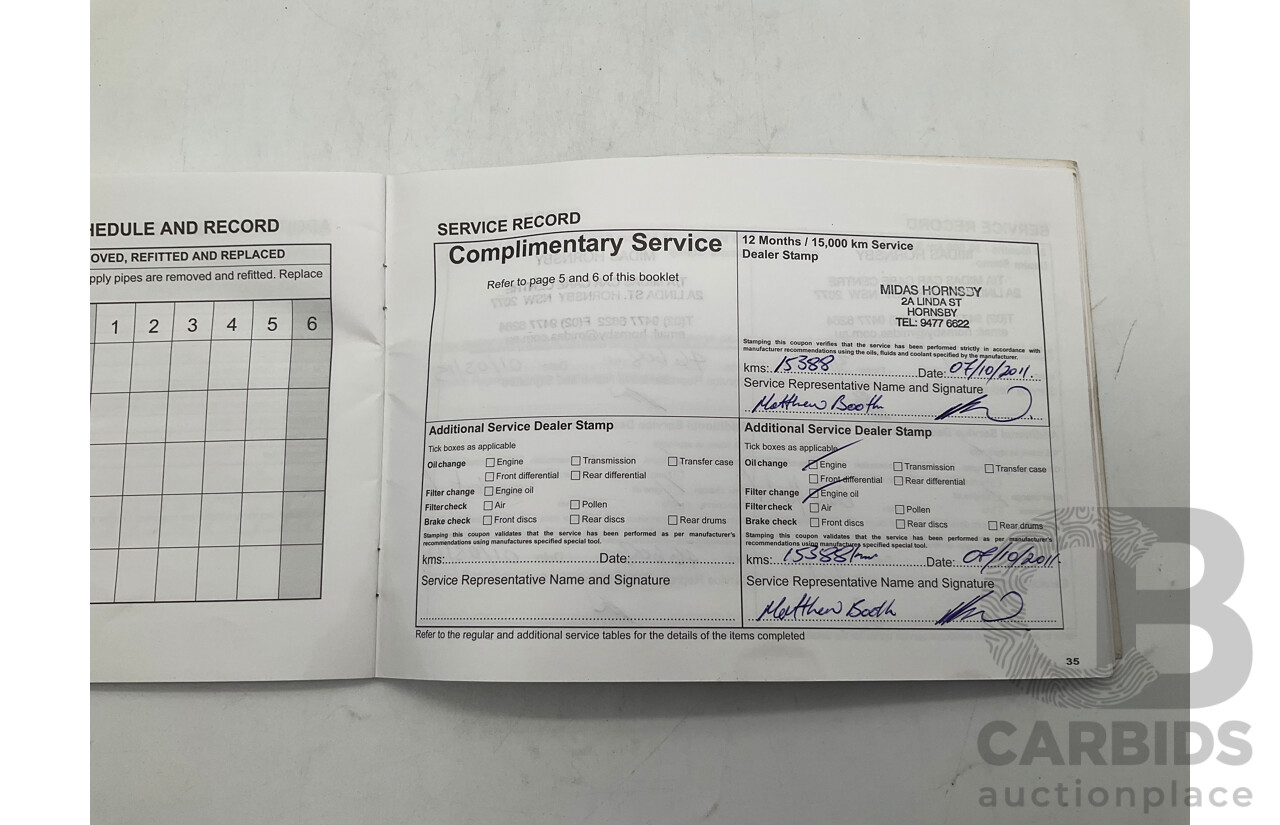 HEDULE AND RECORD
OVED, REFITTED AND REPLACED
pply pipes are removed and refitted. Replace
1 2 3 4 5 6
SERVICE RECORD
Complimentary Service
Refer to page 5 and 6 of this booklet
12 Months / 15,000 km Service
Dealer Stamp
MIDAS HORNSBY
2A LINDA ST
HORNSBY
TEL: 9477 6622
Stamping this coupon verifies that the service has been performed strictly in accordance with
manufacturer recommendations using the oils, fluids and coolant specified by the manufacturer.
kms: 15388 Date: 07/10/2011.
Service Representative Name and Signature
Matthew Booth
Additional Service Dealer Stamp
Tick boxes as applicable
Oil change Engine Transmission Transfer case
Front differential Rear differential
Filter change Engine oil
Filter check Air Pollen
Brake check Front discs Rear discs Rear drums
Stamping this coupon validates that the service has been performed as per manufacturer's
recommendations using manufactures specified special tool.
kms: Date:
Service Representative Name and Signature
Additional Service Dealer Stamp
Tick boxes as applicable
Oil change Engine Transmission Transfer case
Front differential Rear differential
Filter change Engine oil
Filter check Air Pollen
Brake check Front discs Rear discs Rear drums
Stamping this coupon validates that the service has been performed as per manufacturer's
recommendations using manufactures specified special tool.
kms: 15388km Date: 07/10/2011.
Service Representative Name and Signature
Matthew Booth
Refer to the regular and additional service tables for the details of the items completed
35
CB
CARBIDS
auctionplace